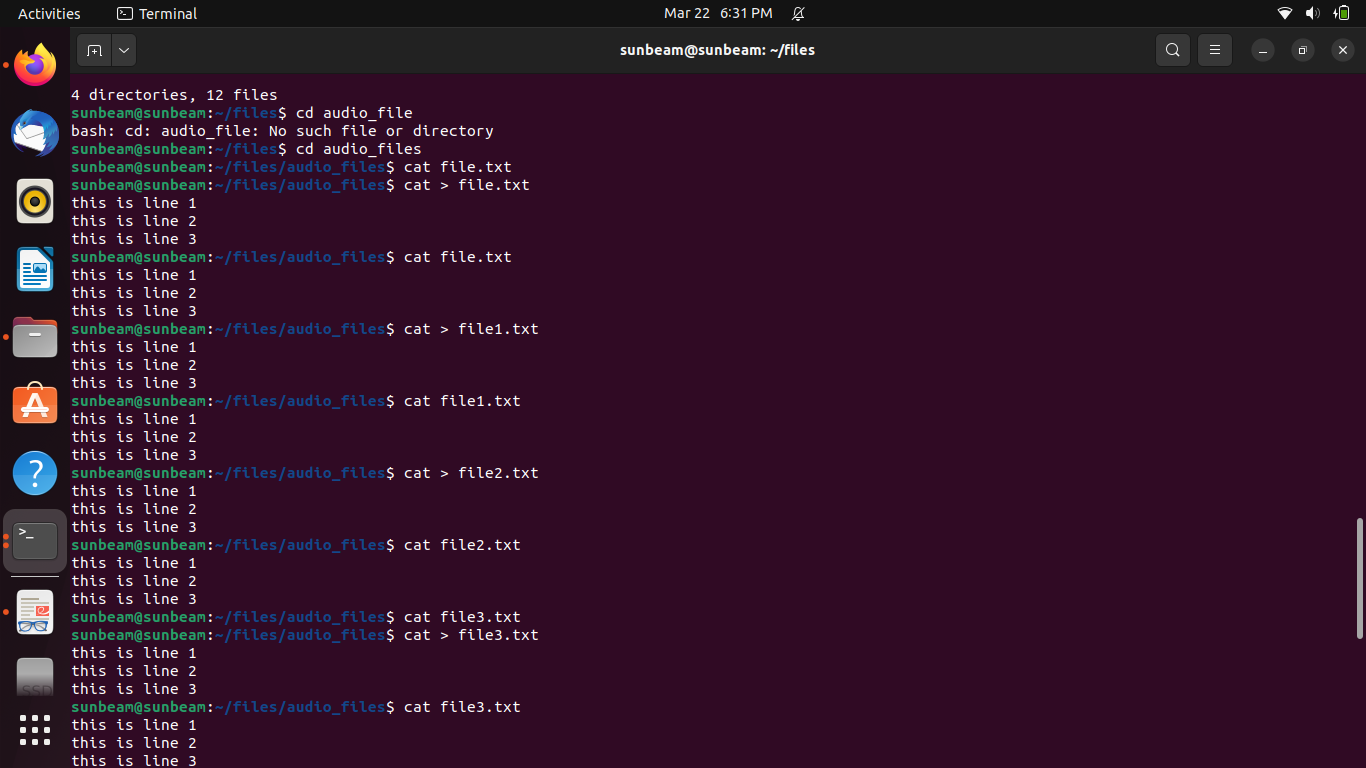 Activities
Terminal
Mar 22 6:31 PM
sunbeam@sunbeam: ~/files
4 directories, 12 files
sunbeam@sunbeam:~/files$ cd audio_file
bash: cd: audio_file: No such file or directory
sunbeam@sunbeam:~/files$ cd audio_files
sunbeam@sunbeam:~/files/audio_files$ cat file.txt
sunbeam@sunbeam:~/files/audio_files$ cat > file.txt
this is line 1
this is line 2
this is line 3
sunbeam@sunbeam:~/files/audio_files$ cat file.txt
this is line 1
this is line 2
this is line 3
sunbeam@sunbeam:~/files/audio_files$ cat > file1.txt
this is line 1
this is line 2
this is line 3
sunbeam@sunbeam:~/files/audio_files$ cat file1.txt
this is line 1
this is line 2
this is line 3
sunbeam@sunbeam:~/files/audio_files$ cat > file2.txt
this is line 1
this is line 2
this is line 3
sunbeam@sunbeam:~/files/audio_files$ cat file2.txt
this is line 1
this is line 2
this is line 3
sunbeam@sunbeam:~/files/audio_files$ cat file3.txt
sunbeam@sunbeam:~/files/audio_files$ cat > file3.txt
this is line 1
this is line 2
this is line 3
sunbeam@sunbeam:~/files/audio_files$ cat file3.txt
this is line 1
this is line 2
this is line 3
SSD